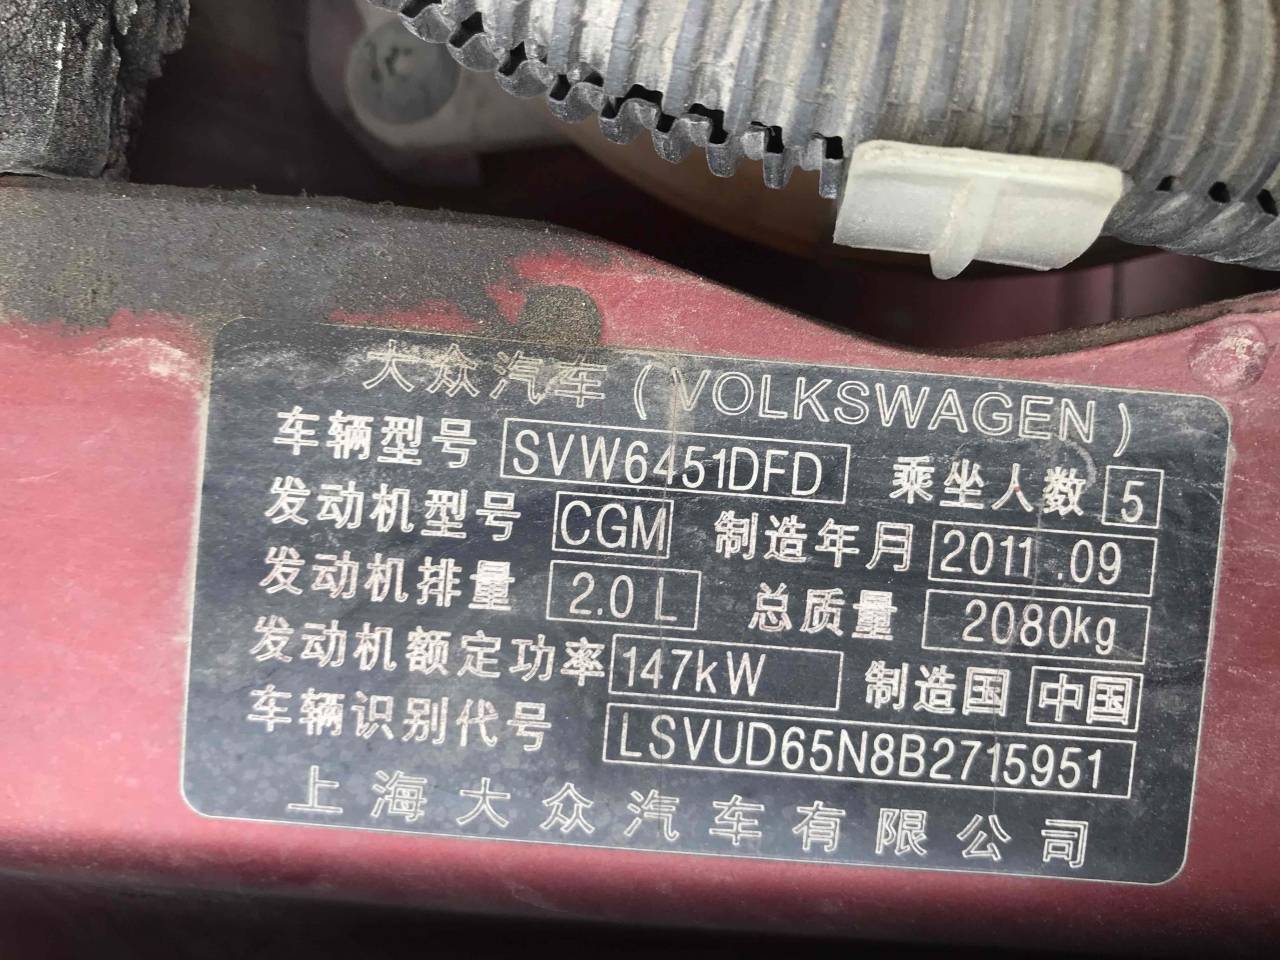 大众汽车 (VOLKSWAGEN)
车辆型号 SVW6451DFD 乘坐人数 5
发动机型号 CGM 制造年月 2011.09
发动机排量 2.0 L 总质量 2080kg
发动机额定功率 147kW 制造国 中国
车辆识别代号 LSVUD65N8B2715951
上海大众汽车有限公司